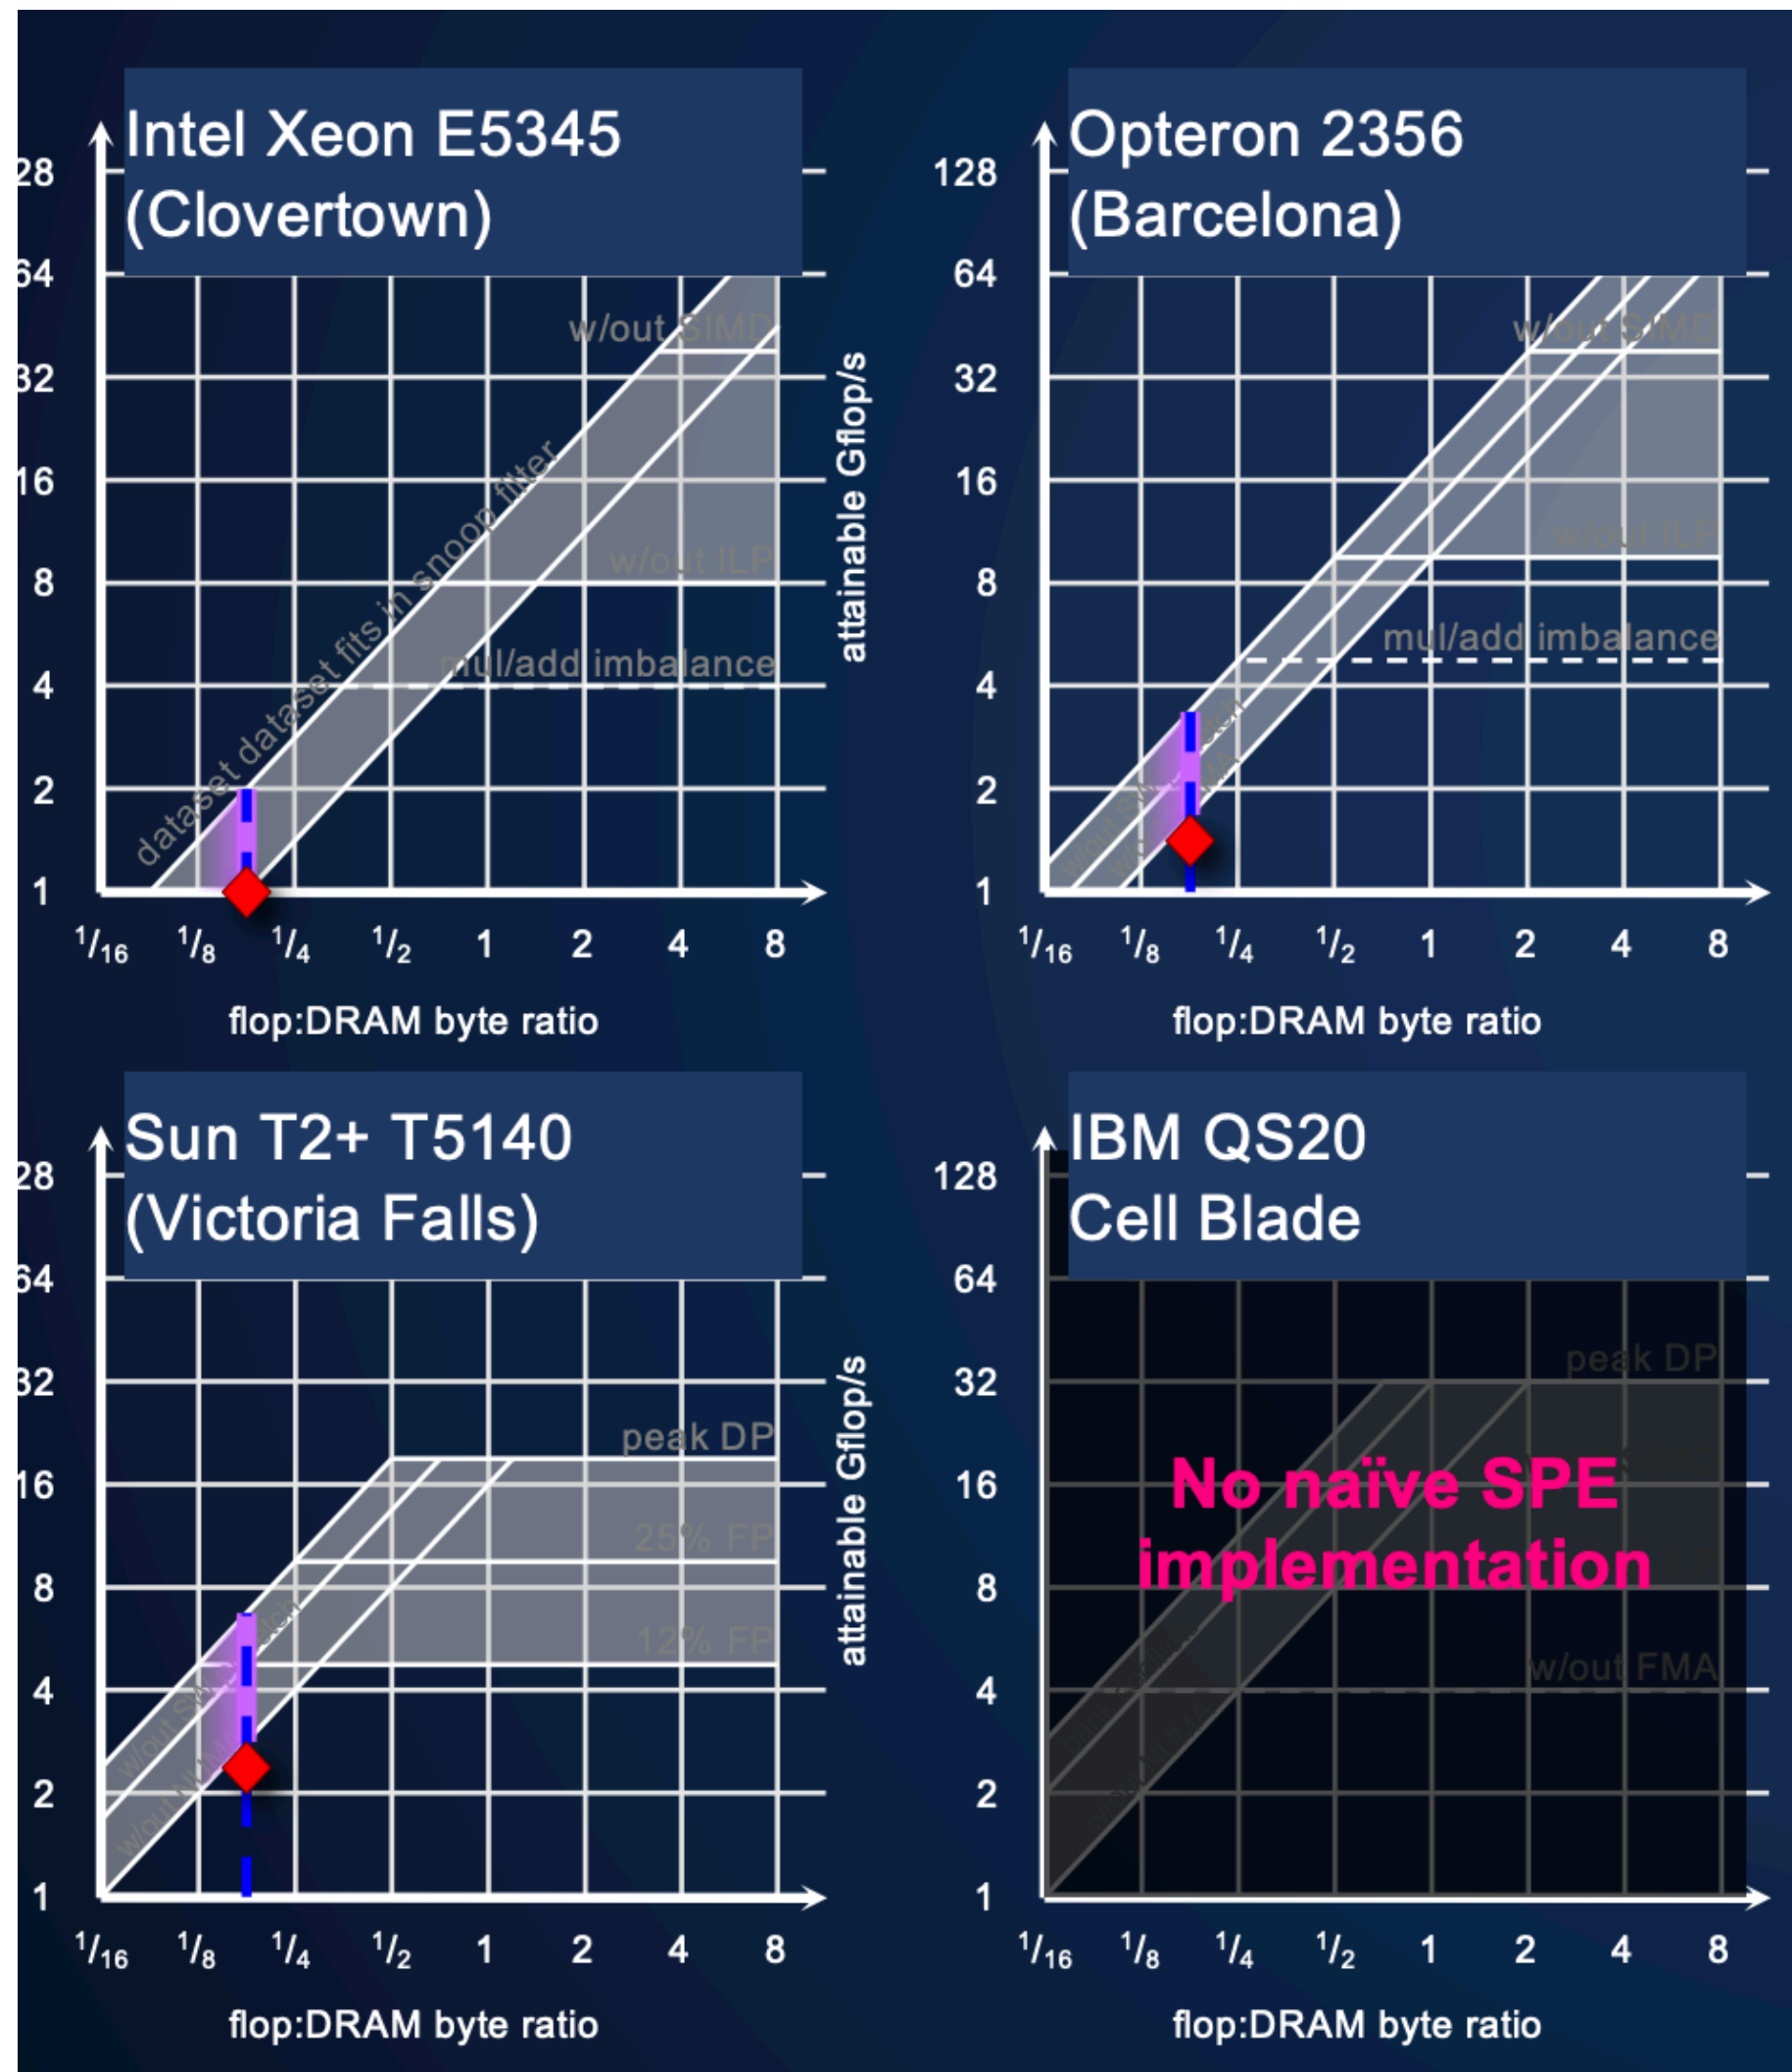 Intel Xeon E5345
(Clovertown)
28
64
32
16
8
4
2
1
w/out SIMD
dataset dataset fits in snoop filter
w/out ILP
mul/add imbalance
1/16 1/8 1/4 1/2 1 2 4 8
flop:DRAM byte ratio
Opteron 2356
(Barcelona)
attainable Gflop/s
128
64
32
16
8
4
2
1
w/out SIMD
w/out ILP
mul/add imbalance
1/16 1/8 1/4 1/2 1 2 4 8
flop:DRAM byte ratio
Sun T2+ T5140
(Victoria Falls)
28
64
32
16
8
4
2
1
peak DP
25% FP
12% FP
w/out
w/out NUMA
1/16 1/8 1/4 1/2 1 2 4 8
flop:DRAM byte ratio
IBM QS20
Cell Blade
attainable Gflop/s
128
64
32
16
8
4
2
1
peak DP
No naïve SPE
implementation
w/out FMA
1/16 1/8 1/4 1/2 1 2 4 8
flop:DRAM byte ratio